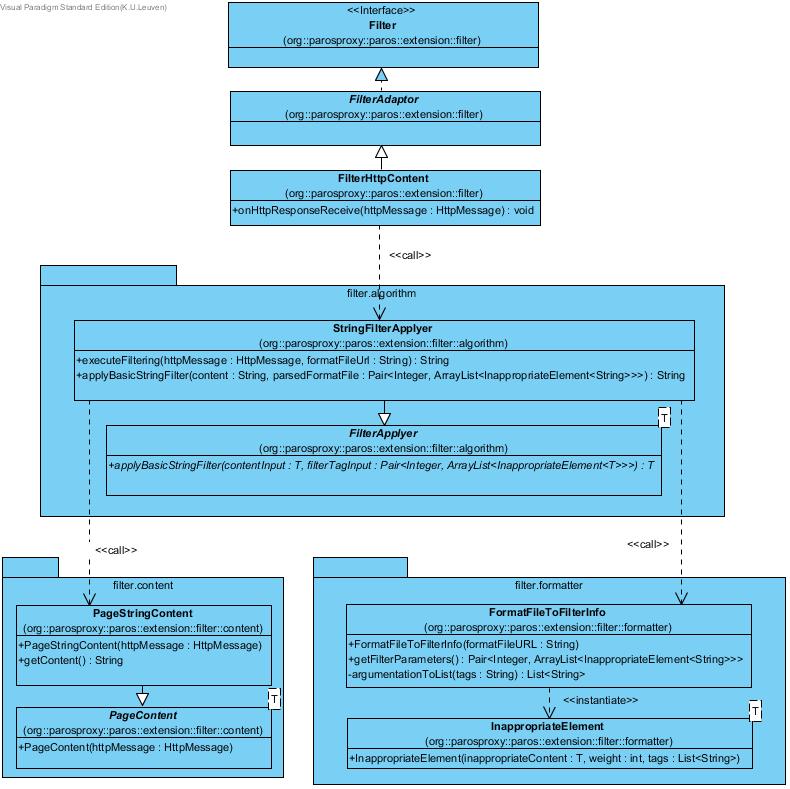 Visual Paradigm Standard Edition(K.U.Leuven)
<<Interface>>
Filter
(org::parosproxy::paros::extension::filter)
FilterAdaptor
(org::parosproxy::paros::extension::filter)
FilterHttpContent
(org::parosproxy::paros::extension::filter)
+onHttpResponseReceive(httpMessage : HttpMessage) : void
<<call>>
filter.algorithm
StringFilterApplyer
(org::parosproxy::paros::extension::filter::algorithm)
+executeFiltering(httpMessage : HttpMessage, formatFileUrl : String) : String
+applyBasicStringFilter(content : String, parsedFormatFile : Pair<Integer, ArrayList<InappropriateElement<String>>>) : String
T
FilterApplyer
(org::parosproxy::paros::extension::filter::algorithm)
+applyBasicStringFilter(contentInput : T, filterTagInput : Pair<Integer, ArrayList<InappropriateElement<T>>>) : T
<<call>>
<<call>>
filter.content
PageStringContent
(org::parosproxy::paros::extension::filter::content)
+PageStringContent(httpMessage : HttpMessage)
+getContent() : String
T
PageContent
(org::parosproxy::paros::extension::filter::content)
+PageContent(httpMessage : HttpMessage)
filter.formatter
FormatFileToFilterInfo
(org::parosproxy::paros::extension::filter::formatter)
+FormatFileToFilterInfo(formatFileURL : String)
+getFilterParameters() : Pair<Integer, ArrayList<InappropriateElement<String>>>
-argumentationToList(tags : String) : List<String>
<<instantiate>>
T
InappropriateElement
(org::parosproxy::paros::extension::filter::formatter)
+InappropriateElement(inappropriateContent : T, weight : int, tags : List<String>)